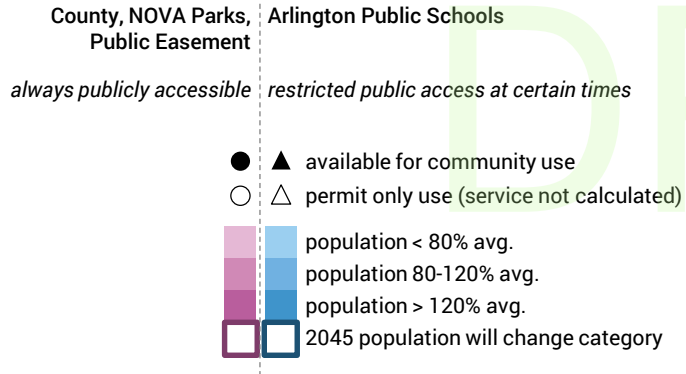 County, NOVA Parks,
Public Easement
Arlington Public Schools
always publicly accessible
restricted public access at certain times
available for community use
permit only use (service not calculated)
population < 80% avg.
population 80-120% avg.
population > 120% avg.
2045 population will change category